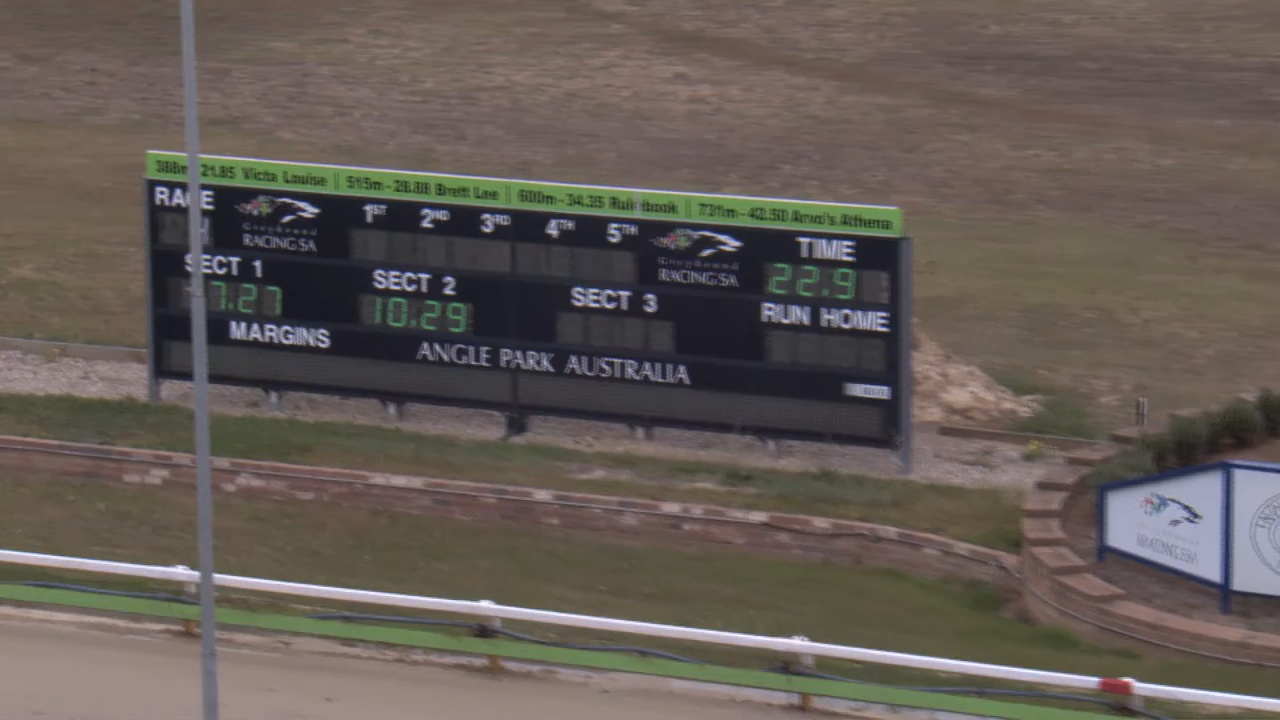 388m-21.85 Victa Louise || 515m-28.88 Brett Lee || 600m-34.35 Rulebook || 731m-42.50 Arvo's Athena
RACE 1ST 2ND 3RD 4TH 5TH TIME
Greyhound RACING SA Greyhound RACING SA
22.9
SECT 1 SECT 2 SECT 3 RUN HOME
7.27 10.29
MARGINS ANGLE PARK AUSTRALIA
RACING SA